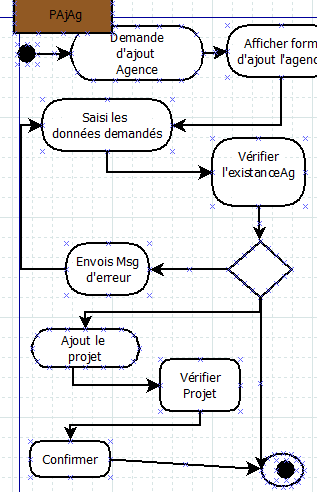 PAjAg
Demande
d'ajout
Agence
Afficher form
d'ajout l'agenc
Saisi les
données demandés
Vérifier
l'existanceAg
Envois Msg
d'erreur
Ajout le
projet
Vérifier
Projet
Confirmer